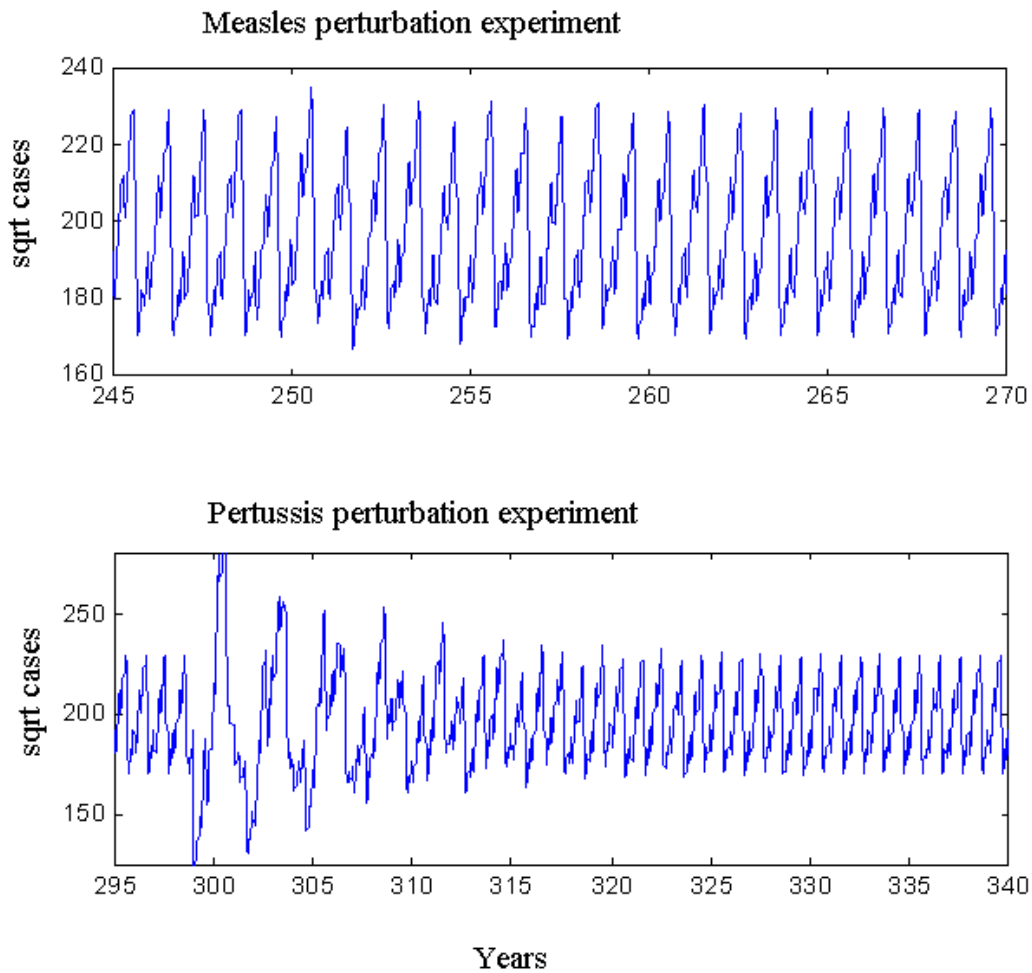 Measles perturbation experiment
240
220
200
180
160
sqrt cases
245 250 255 260 265 270
Pertussis perturbation experiment
250
200
150
sqrt cases
295 300 305 310 315 320 325 330 335 340
Years